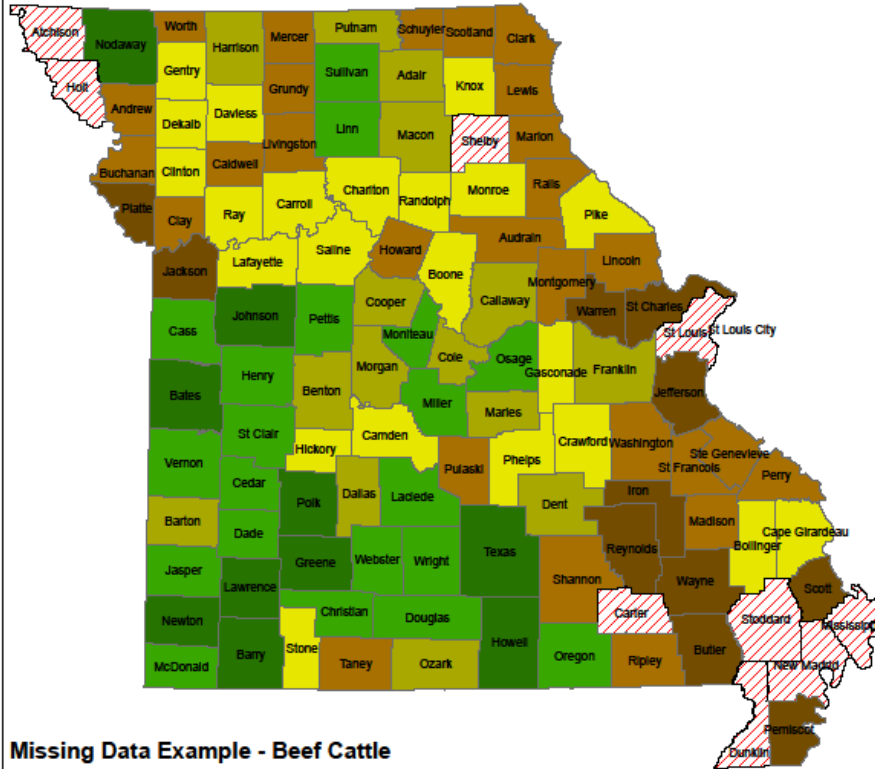 Atchison
Nodaway
Worth
Harrison
Mercer
Putnam
Schuyler
Scotland
Clark
Holt
Gentry
Sullivan
Adair
Knox
Lewis
Andrew
Dekalb
Daviess
Grundy
Linn
Macon
Shelby
Marion
Buchanan
Clinton
Caldwell
Livingston
Chariton
Randolph
Monroe
Ralls
Platte
Clay
Ray
Carroll
Pike
Jackson
Lafayette
Saline
Howard
Boone
Audrain
Lincoln
Montgomery
Warren
St Charles
Cass
Johnson
Pettis
Cooper
Moniteau
Callaway
St Louis
St Louis City
Cole
Osage
Gasconade
Franklin
Jefferson
Bates
Henry
Benton
Morgan
Miller
Maries
St Clair
Hickory
Camden
Pulaski
Phelps
Crawford
Washington
St Francois
Ste Genevieve
Perry
Vernon
Cedar
Polk
Dallas
Laclede
Dent
Iron
Madison
Bollinger
Cape Girardeau
Barton
Dade
Greene
Webster
Wright
Texas
Shannon
Reynolds
Wayne
Scott
Jasper
Lawrence
Christian
Douglas
Howell
Carter
Stoddard
Mississippi
Newton
Barry
Stone
Taney
Ozark
Oregon
Ripley
Butler
New Madrid
McDonald
Dunklin
Pemiscot
Missing Data Example - Beef Cattle